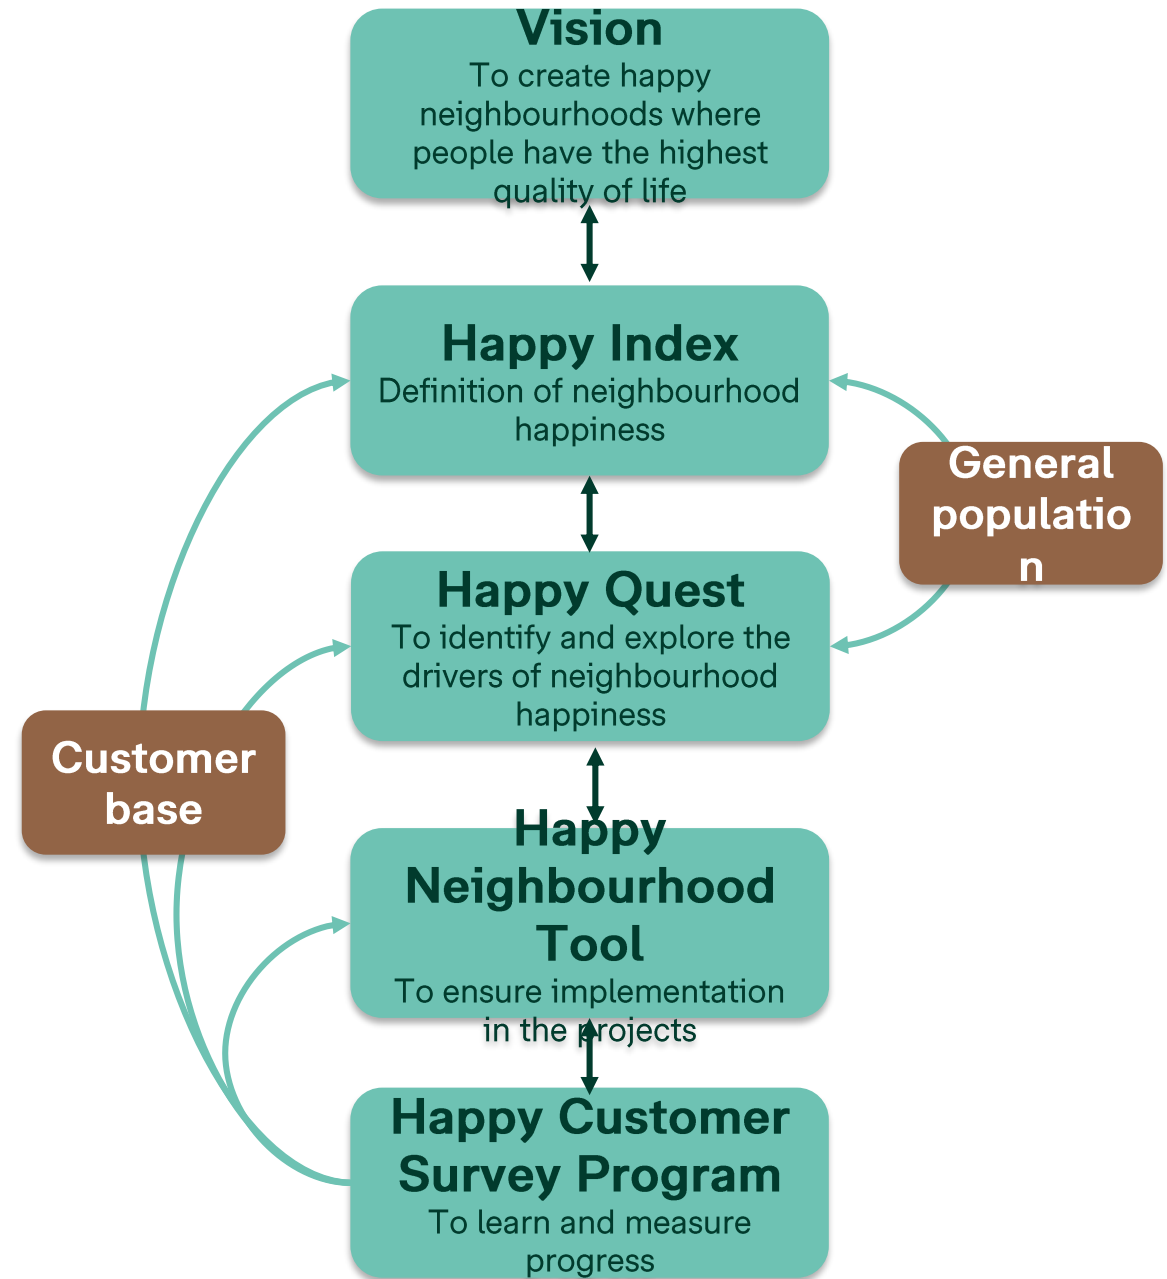 Vision
To create happy
neighbourhoods where
people have the highest
quality of life
Happy Index
Definition of neighbourhood
happiness
General
populatio
n
Happy Quest
To identify and explore the
drivers of neighbourhood
happiness
Customer
base
Happy
Neighbourhood
Tool
To ensure implementation
in the projects
Happy Customer
Survey Program
To learn and measure
progress